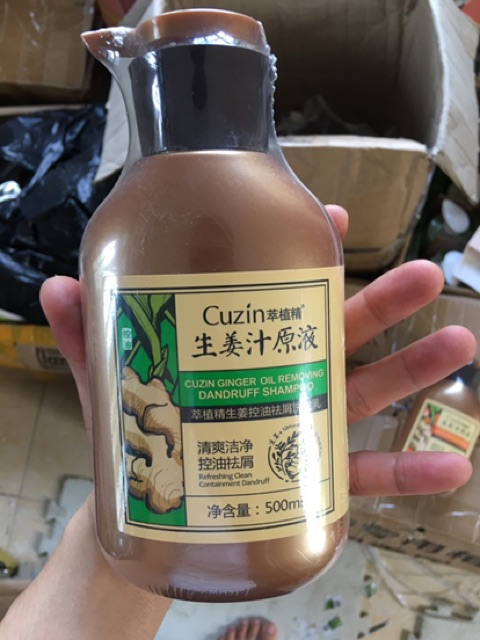 Cuzín萃植精®
生姜汁原液
CUZIN GINGER OIL REMOVING
DANDRUFF SHAMPOO
萃植精生姜控油祛屑
清爽洁净
控油祛屑
Refreshing Clean
Containment Dandruff
净含量：500m